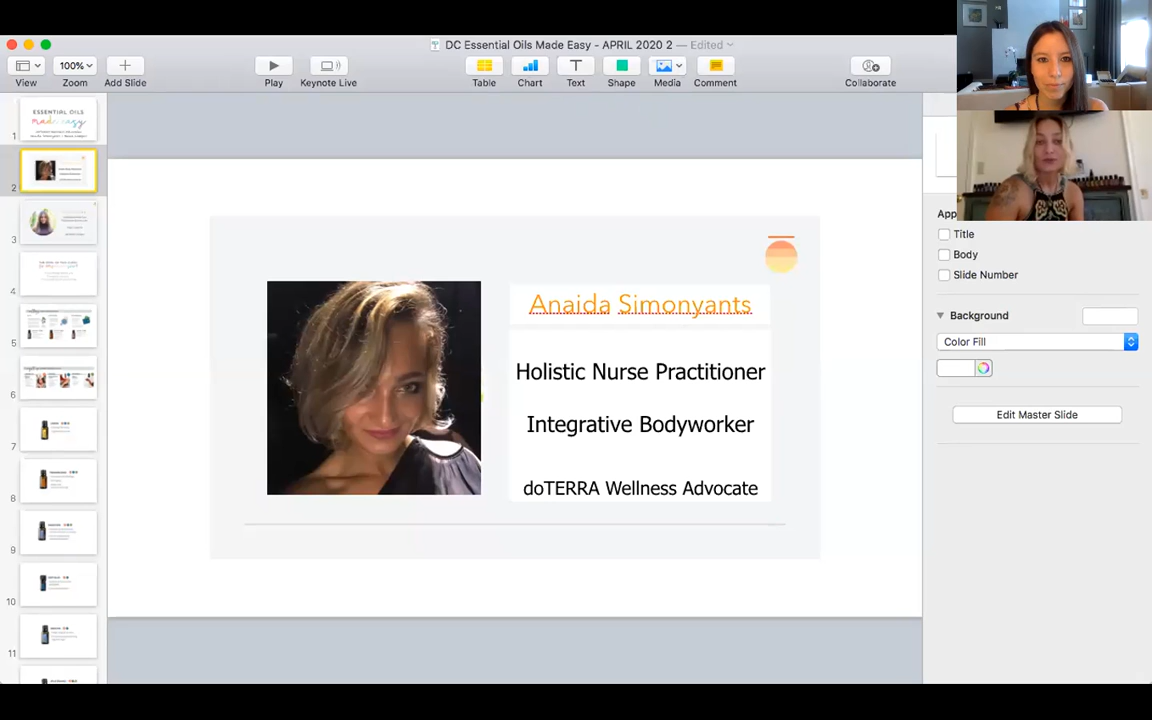 DC Essential Oils Made Easy - APRIL 2020 2 — Edited
100%
View
Zoom
Add Slide
Play
Keynote Live
Table
Chart
Text
Shape
Media
Comment
Collaborate
ESSENTIAL OILS
made easy
1
2
3
4
5
6
7
8
9
10
11
Anaida Simonyants
Holistic Nurse Practitioner
Integrative Bodyworker
doTERRA Wellness Advocate
App
Title
Body
Slide Number
Background
Color Fill
Edit Master Slide